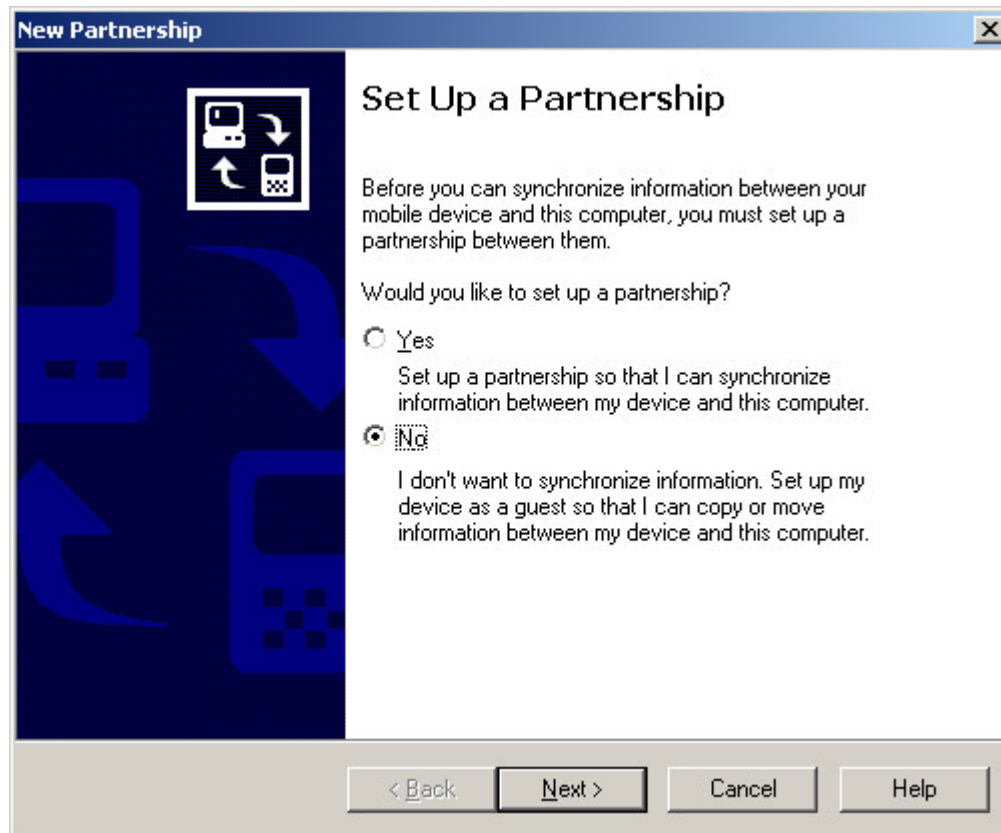 New Partnership
Set Up a Partnership
Before you can synchronize information between your
mobile device and this computer, you must set up a
partnership between them.
Would you like to set up a partnership?
Yes
Set up a partnership so that I can synchronize
information between my device and this computer.
No
I don't want to synchronize information. Set up my
device as a guest so that I can copy or move
information between my device and this computer.
< Back
Next >
Cancel
Help